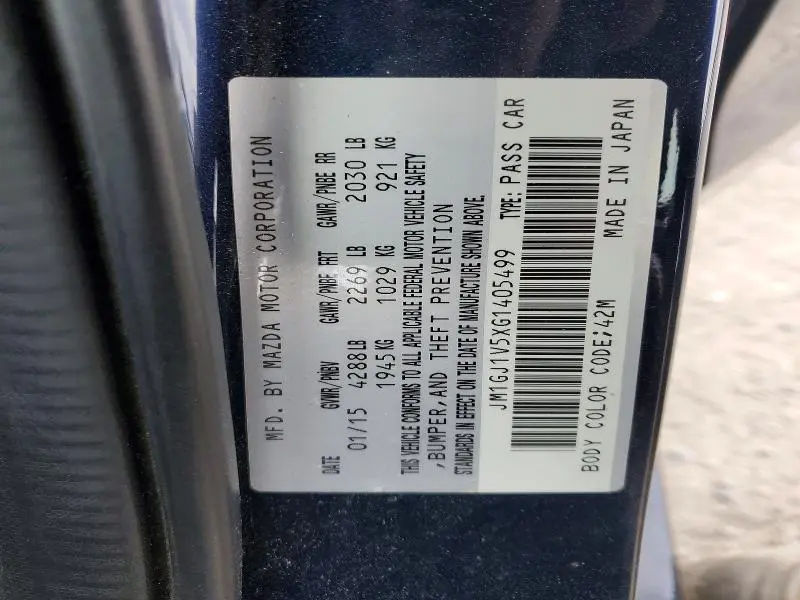 MFD. BY MAZDA MOTOR CORPORATION
DATE GVWR/PNBV GAWR/PNBE FRT GAWR/PNBE RR
01/15 4288LB 2269 LB 2030 LB
1945KG 1029 KG 921 KG
THIS VEHICLE CONFORMS TO ALL APPLICABLE FEDERAL MOTOR VEHICLE SAFETY
,BUMPER,AND THEFT PREVENTION
STANDARDS IN EFFECT ON THE DATE OF MANUFACTURE SHOWN ABOVE.
JM1GJ1V5XG1405499 TYPE: PASS CAR
BODY COLOR CODE;42M MADE IN JAPAN